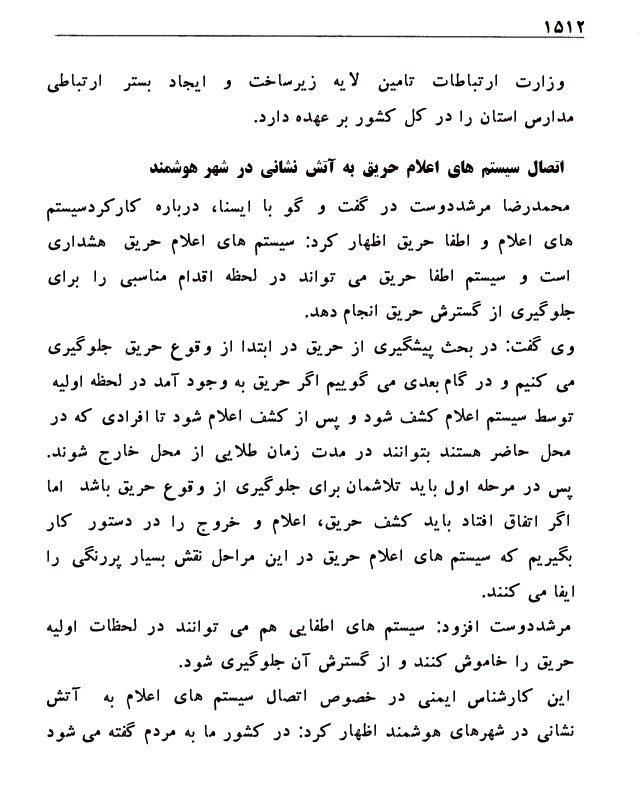 ۱۵۱۲
وزارت ارتباطات تامین لایه زیرساخت و ایجاد بستر ارتباطی
مدارس استان را در کل کشور بر عهده دارد.
اتصال سیستم های اعلام حریق به آتش نشانی در شهر هوشمند
محمدرضا مرشددوست در گفت و گو با ایسنا، درباره کارکردسیستم
های اعلام و اطفا حریق اظهار کرد: سیستم های اعلام حریق هشداری
است و سیستم اطفا حریق می تواند در لحظه اقدام مناسبی را برای
جلوگیری از گسترش حریق انجام دهد.
وی گفت: در بحث پیشگیری از حریق در ابتدا از وقوع حریق جلوگیری
می کنیم و در گام بعدی می گوییم اگر حریق به وجود آمد در لحظه اولیه
توسط سیستم اعلام کشف شود و پس از کشف اعلام شود تا افرادی که در
محل حاضر هستند بتوانند در مدت زمان طلایی از محل خارج شوند.
پس در مرحله اول باید تلاشمان برای جلوگیری از وقوع حریق باشد اما
اگر اتفاق افتاد باید کشف حریق، اعلام و خروج را در دستور کار
بگیریم که سیستم های اعلام حریق در این مراحل نقش بسیار پررنگی را
ایفا می کنند.
مرشددوست افزود: سیستم های اطفایی هم می توانند در لحظات اولیه
حریق را خاموش کنند و از گسترش آن جلوگیری شود.
این کارشناس ایمنی در خصوص اتصال سیستم های اعلام به آتش
نشانی در شهرهای هوشمند اظهار کرد: در کشور ما به مردم گفته می شود